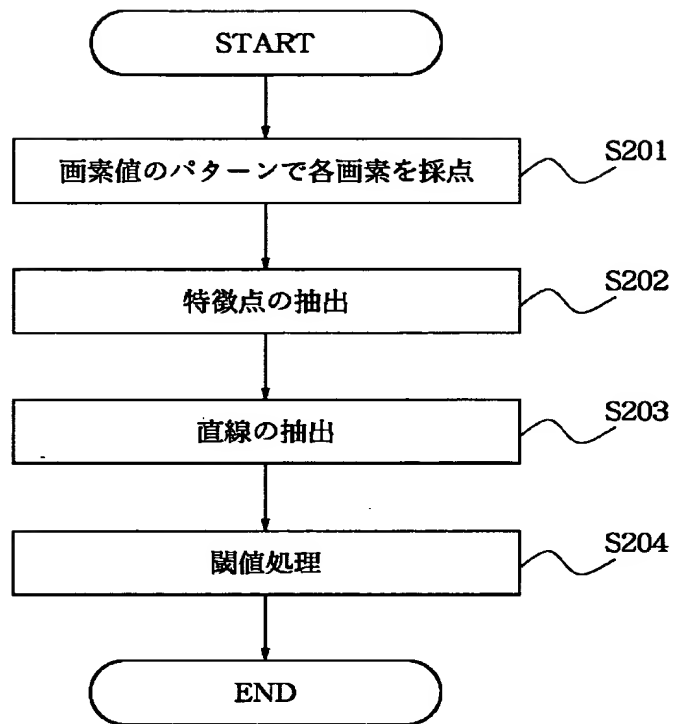 START
画素値のパターンで各画素を採点
S201
特徴点の抽出
S202
直線の抽出
S203
閾値処理
S204
END